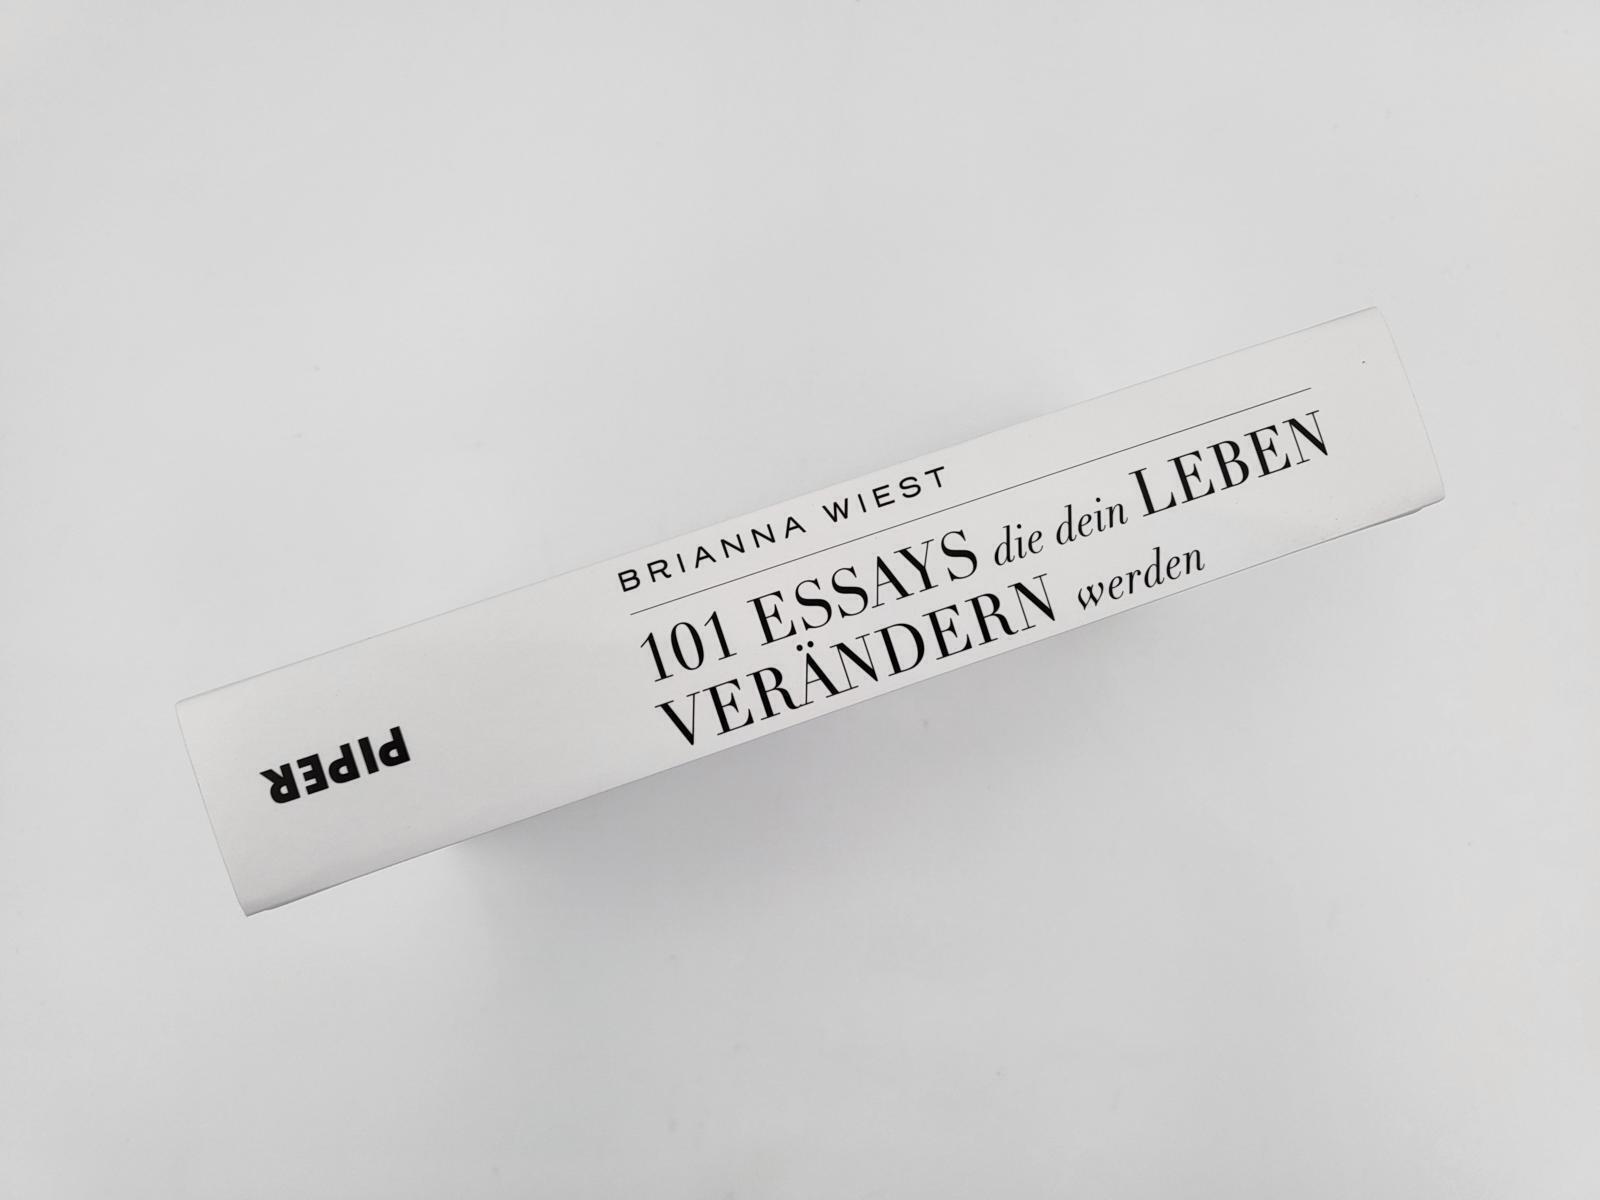 BRIANNA WIEST
101 ESSAYS die dein LEBEN
VERÄNDERN werden
PIPER